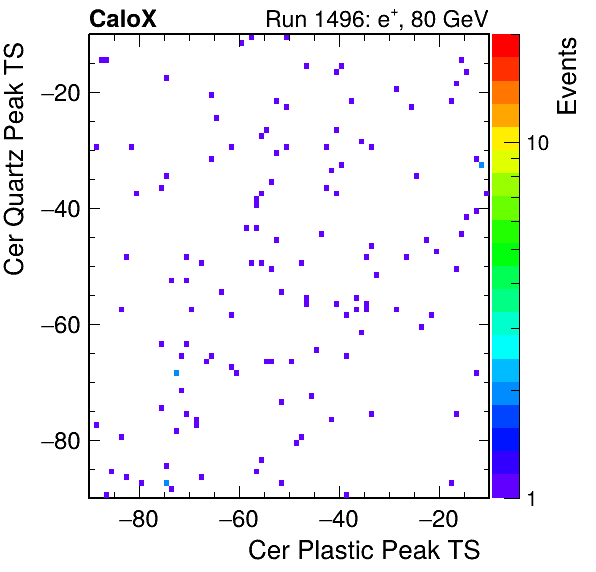 CaloX Run 1496: e⁺, 80 GeV
Events
Cer Quartz Peak TS
−20
−40
−60
−80
10
1
−80 −60 −40 −20
Cer Plastic Peak TS